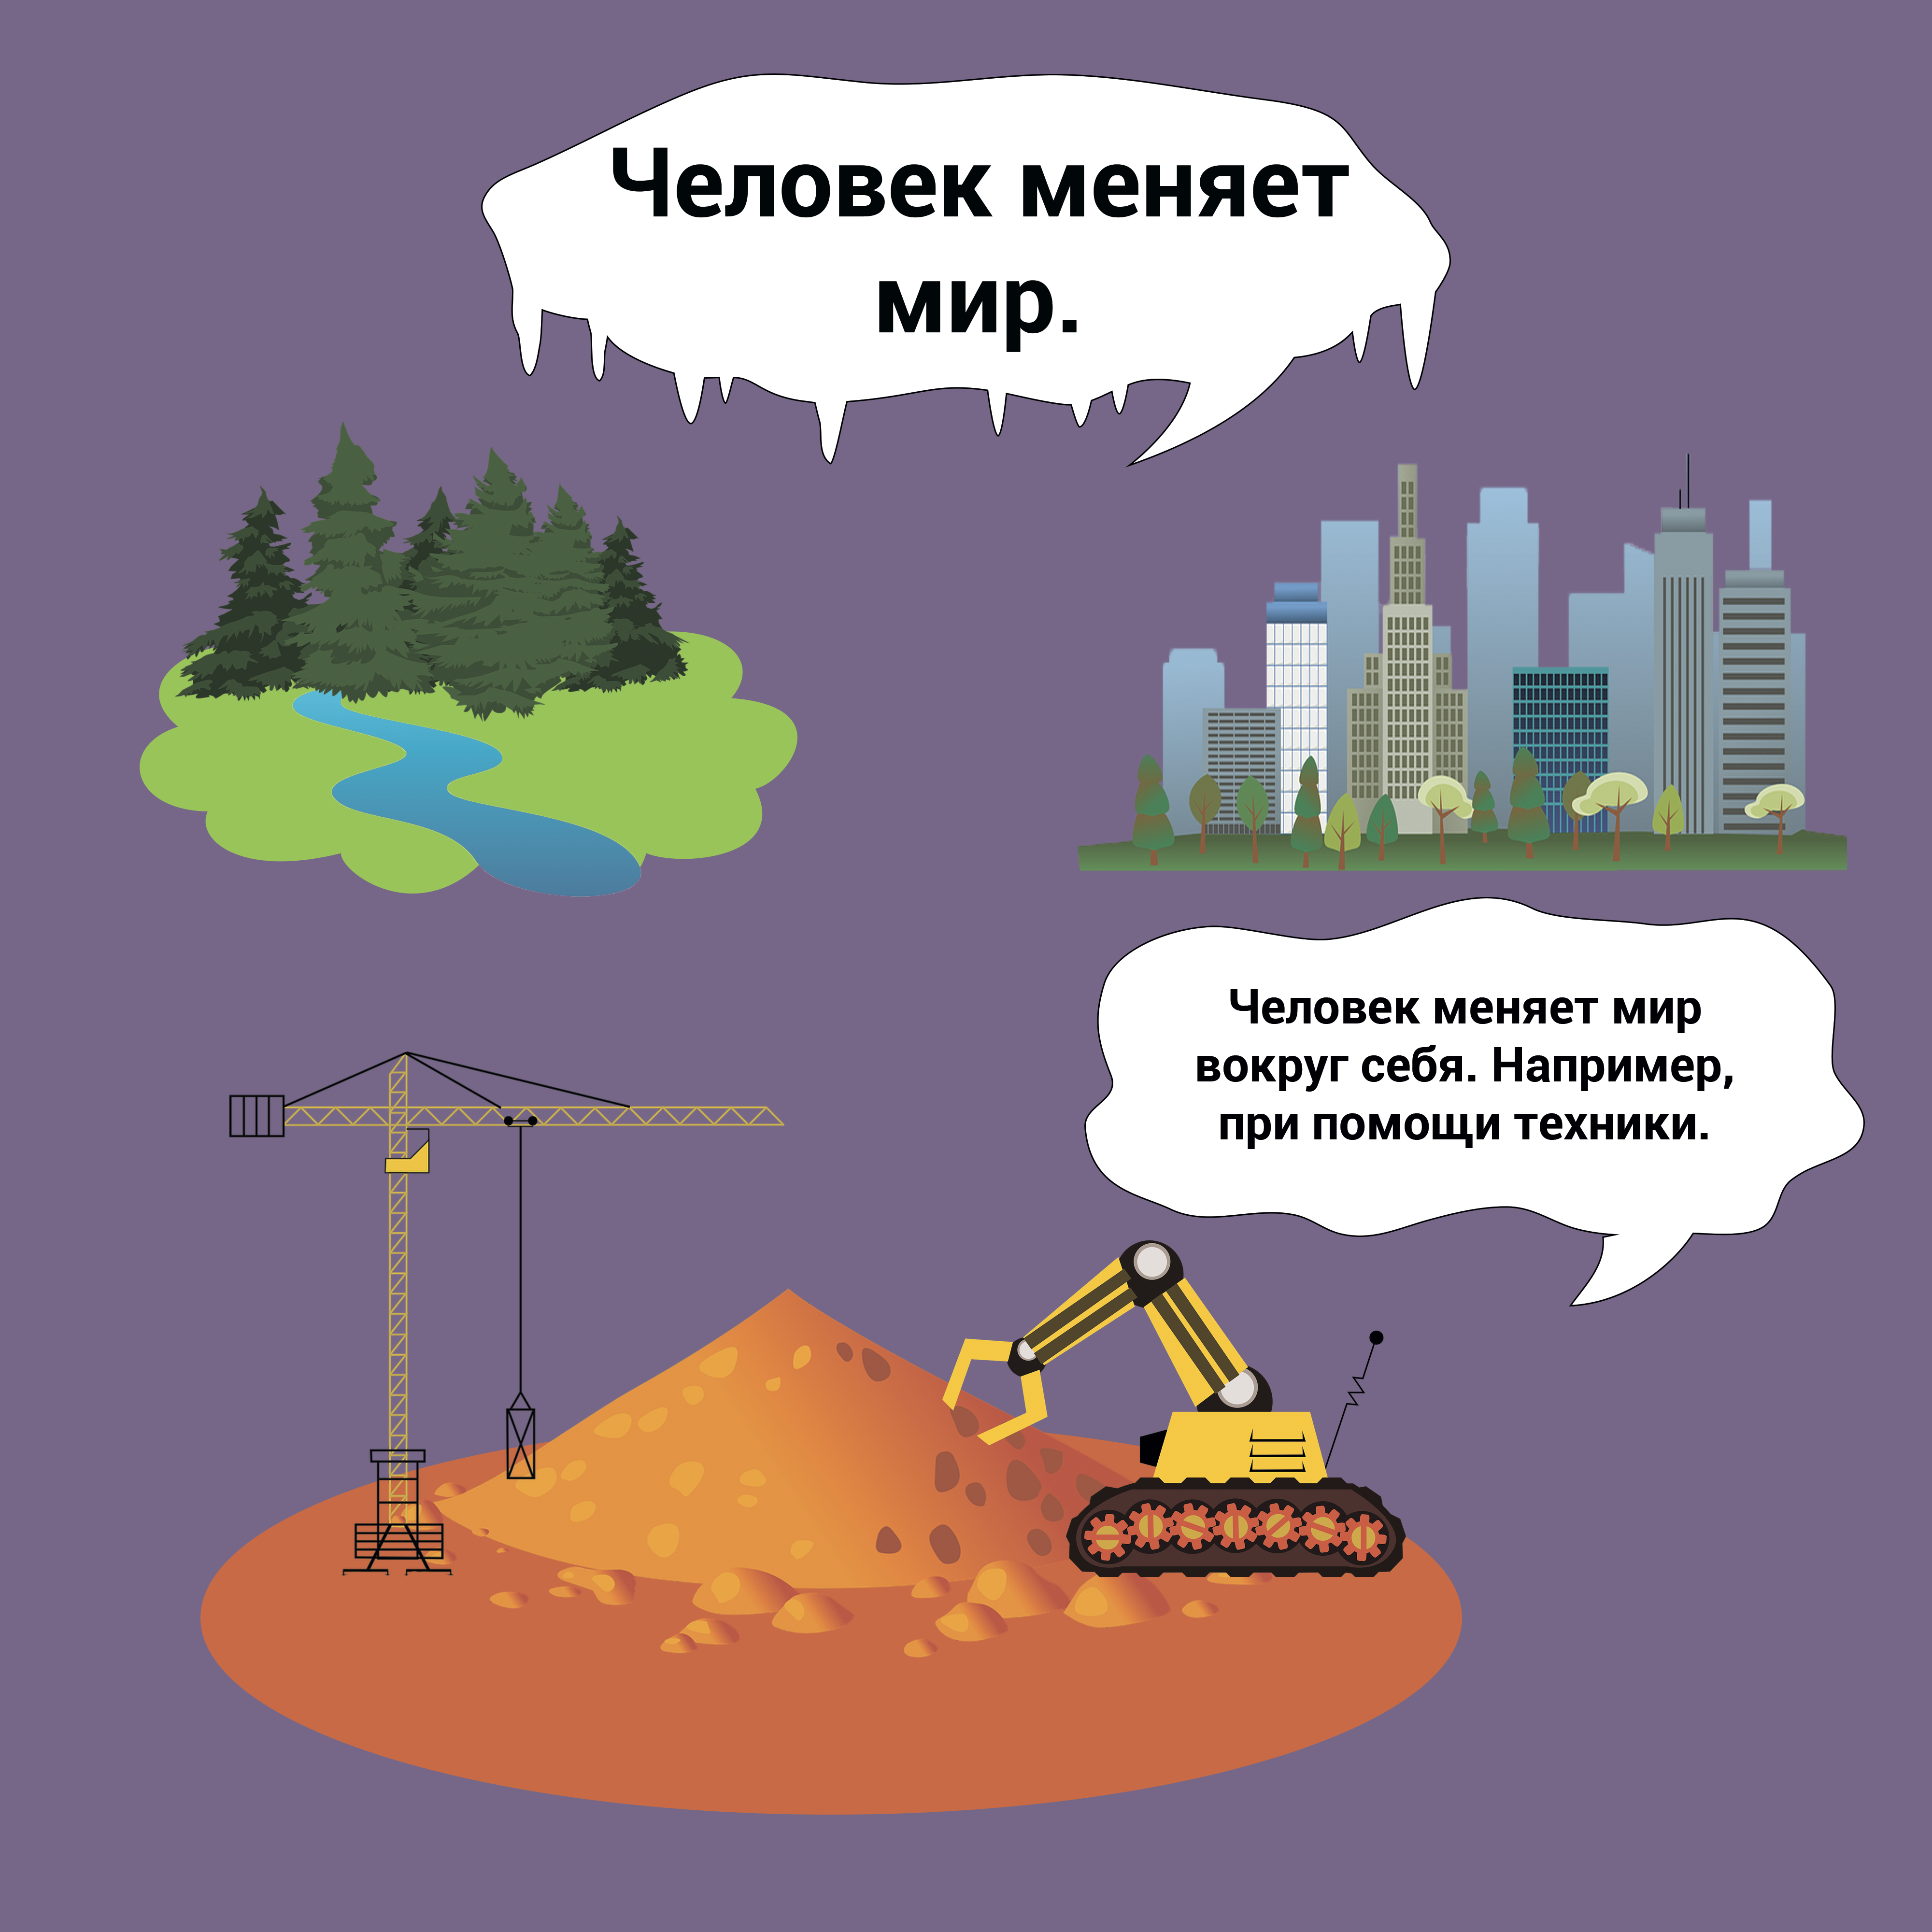 Человек меняет
мир.
Человек меняет мир
вокруг себя. Например,
при помощи техники.